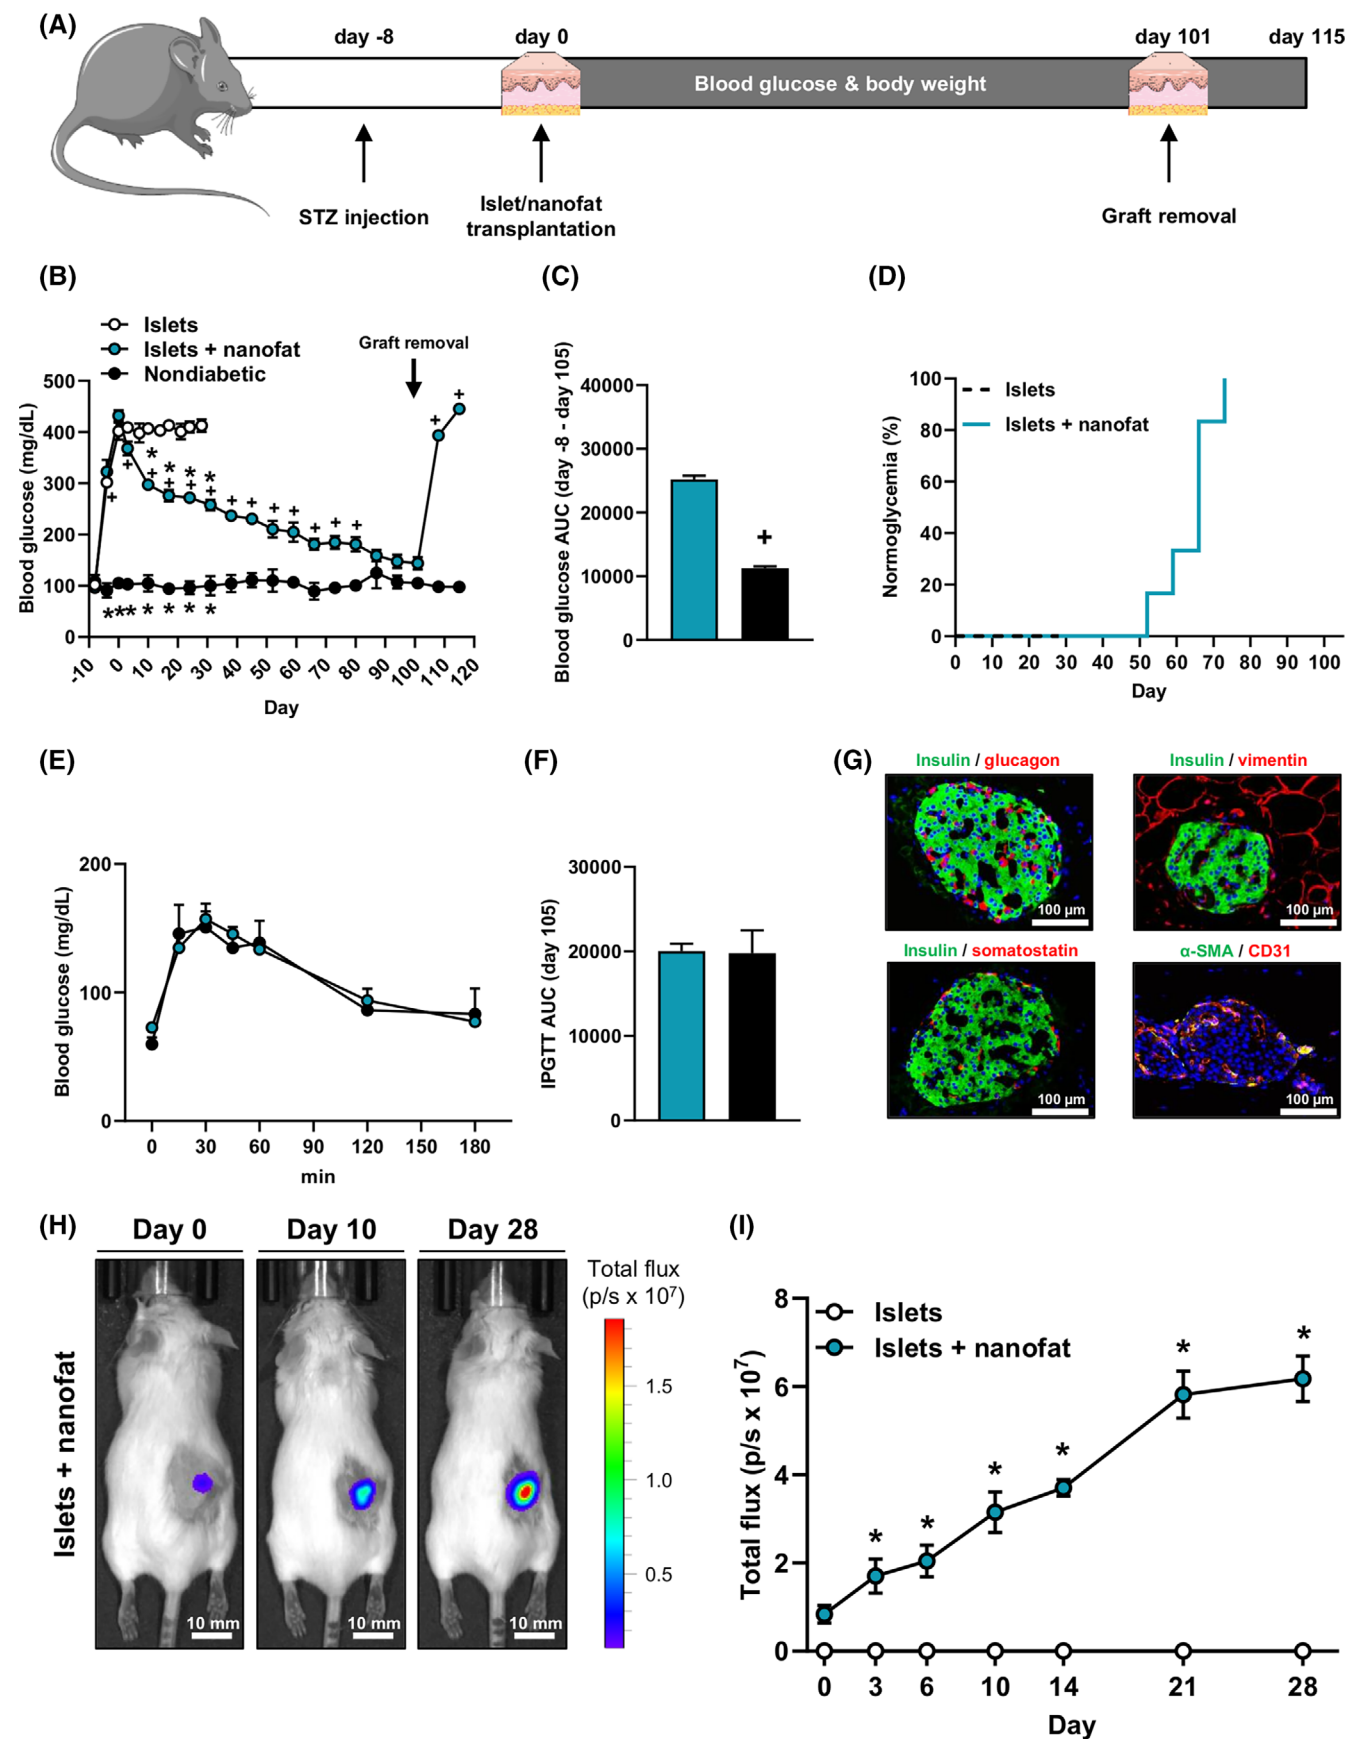 (A)
day -8
day 0
day 101
day 115
Blood glucose & body weight
STZ injection
Islet/nanofat
transplantation
Graft removal
(B)
Islets
Islets + nanofat
Nondiabetic
Graft removal
Blood glucose (mg/dL)
500
400
300
200
100
0
+
+
+
+
*
+
*
+
*
+
*
+
+
+
+
+
+
+
+
* ** * * * *
-10 0 10 20 30 40 50 60 70 80 90 100 110 120
Day
(C)
Blood glucose AUC (day -8 - day 105)
40000
30000
20000
10000
0
+
(D)
Normoglycemia (%)
100
80
60
40
20
0
Islets
Islets + nanofat
0 10 20 30 40 50 60 70 80 90 100
Day
(E)
Blood glucose (mg/dL)
200
100
0
0 30 60 90 120 150 180
min
(F)
IPGTT AUC (day 105)
30000
20000
10000
0
(G)
Insulin / glucagon
100 µm
Insulin / vimentin
100 µm
Insulin / somatostatin
100 µm
α-SMA / CD31
100 µm
(H)
Day 0
Day 10
Day 28
Islets + nanofat
10 mm
10 mm
10 mm
Total flux
(p/s x 10⁷)
1.5
1.0
0.5
(I)
Islets
Islets + nanofat
Total flux (p/s x 10⁷)
8
6
4
2
0
* * * * * *
0 3 6 10 14 21 28
Day